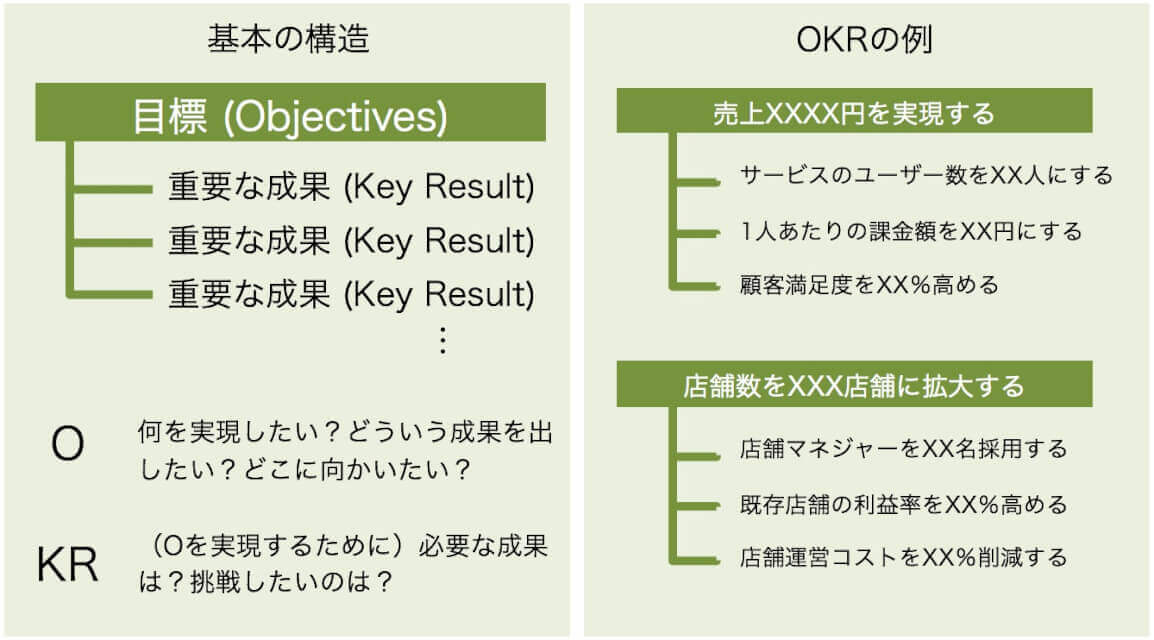 基本の構造
目標 (Objectives)
重要な成果 (Key Result)
重要な成果 (Key Result)
重要な成果 (Key Result)
⋮
O
何を実現したい？どういう成果を出
したい？どこに向かいたい？
KR
（Oを実現するために）必要な成果
は？挑戦したいのは？
OKRの例
売上XXXX円を実現する
サービスのユーザー数をXX人にする
1人あたりの課金額をXX円にする
顧客満足度をXX％高める
店舗数をXXX店舗に拡大する
店舗マネジャーをXX名採用する
既存店舗の利益率をXX％高める
店舗運営コストをXX％削減する